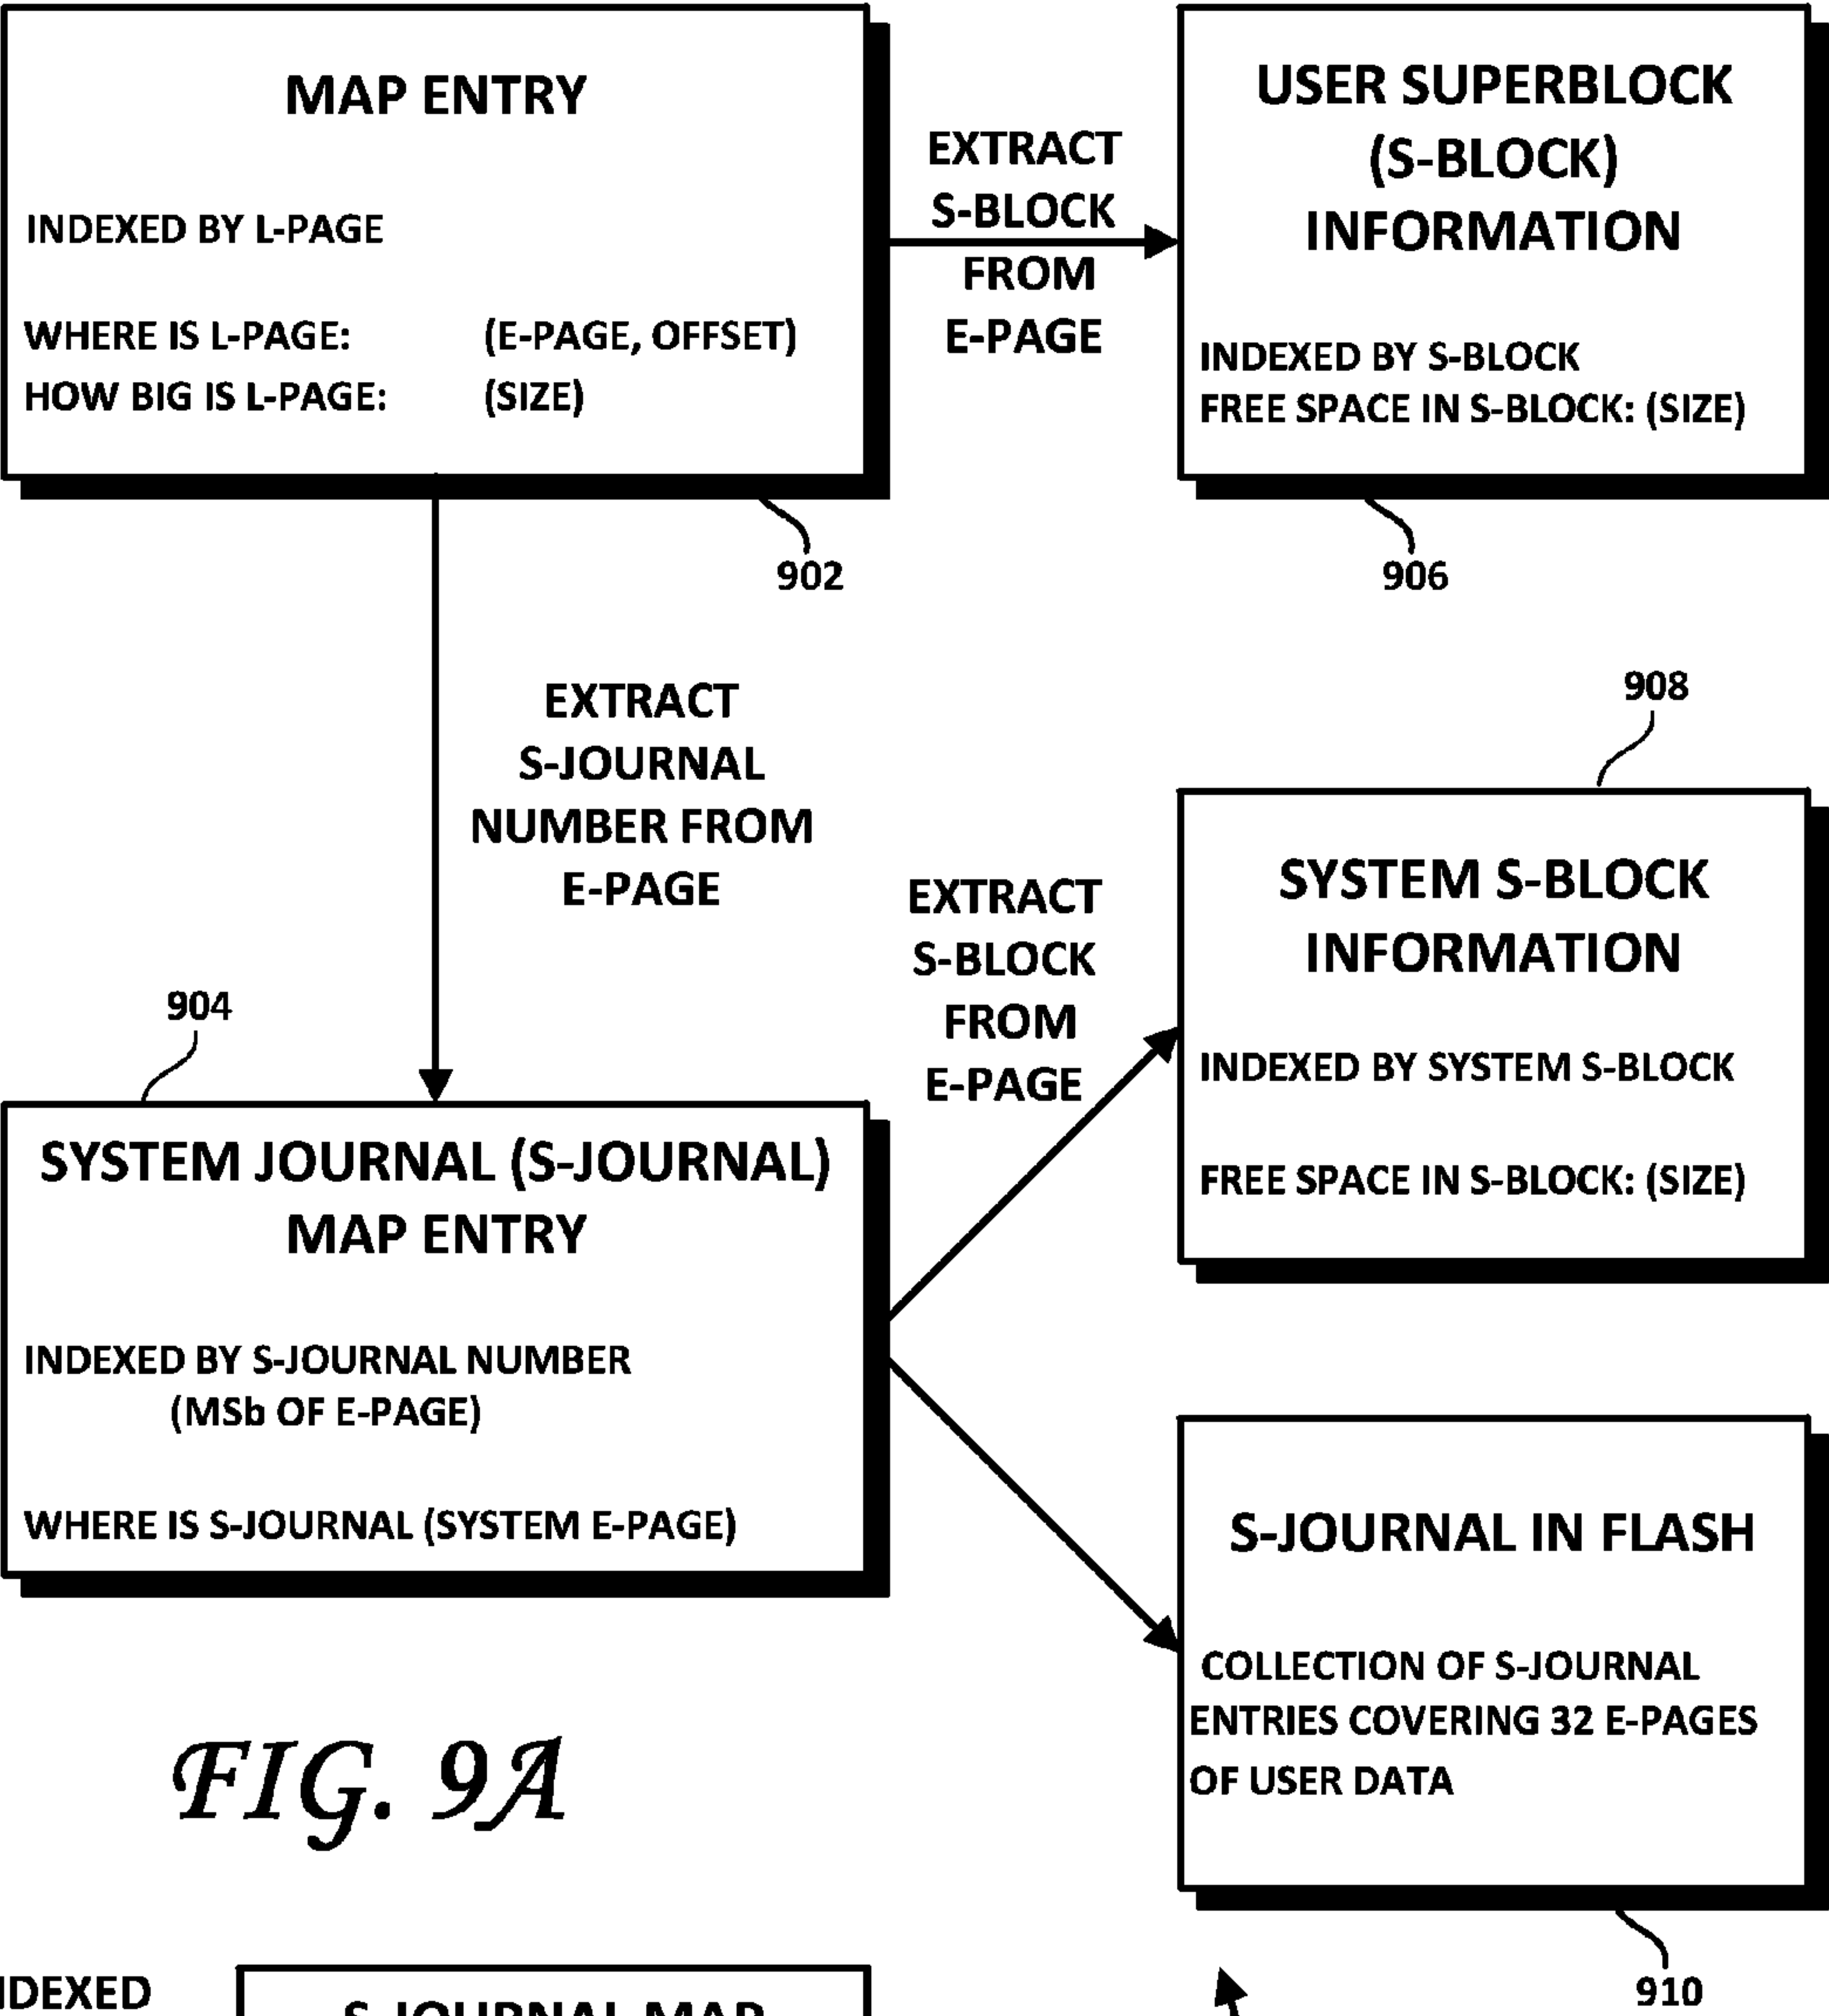 MAP ENTRY
INDEXED BY L-PAGE
WHERE IS L-PAGE: (E-PAGE, OFFSET)
HOW BIG IS L-PAGE: (SIZE)
902
EXTRACT
S-BLOCK
FROM
E-PAGE
USER SUPERBLOCK
(S-BLOCK)
INFORMATION
INDEXED BY S-BLOCK
FREE SPACE IN S-BLOCK: (SIZE)
906
EXTRACT
S-JOURNAL
NUMBER FROM
E-PAGE
904
SYSTEM JOURNAL (S-JOURNAL)
MAP ENTRY
INDEXED BY S-JOURNAL NUMBER
(MSb OF E-PAGE)
WHERE IS S-JOURNAL (SYSTEM E-PAGE)
EXTRACT
S-BLOCK
FROM
E-PAGE
908
SYSTEM S-BLOCK
INFORMATION
INDEXED BY SYSTEM S-BLOCK
FREE SPACE IN S-BLOCK: (SIZE)
S-JOURNAL IN FLASH
COLLECTION OF S-JOURNAL
ENTRIES COVERING 32 E-PAGES
OF USER DATA
910
FIG. 9A
NDEXED
S-JOURNAL MAP